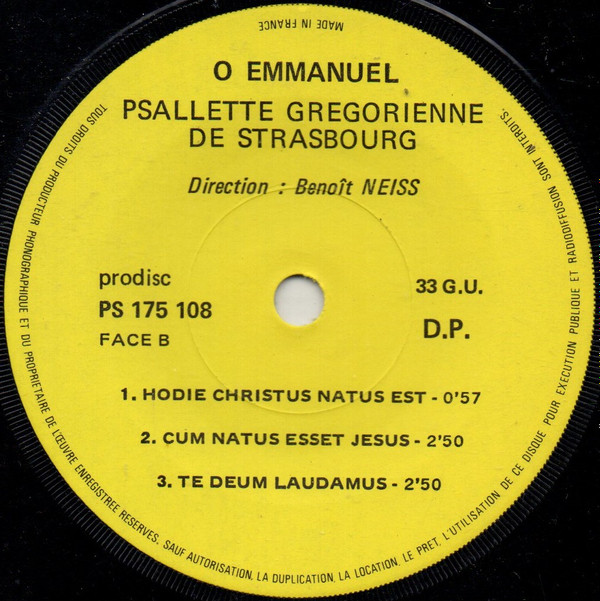 MADE IN FRANCE
O EMMANUEL
PSALLETTE GREGORIENNE
DE STRASBOURG
Direction : Benoît NEISS
prodisc
PS 175 108
FACE B
33 G.U.
D.P.
1. HODIE CHRISTUS NATUS EST - 0'57
2. CUM NATUS ESSET JESUS - 2'50
3. TE DEUM LAUDAMUS - 2'50
TOUS DROITS DU PRODUCTEUR PHONOGRAPHIQUE ET DU PROPRIETAIRE DE L'ŒUVRE ENREGISTREE RESERVES, SAUF AUTORISATION, LA DUPLICATION, LA LOCATION, LE PRET, L'UTILISATION DE CE DISQUE POUR EXECUTION PUBLIQUE ET RADIODIFFUSION SONT INTERDITS.